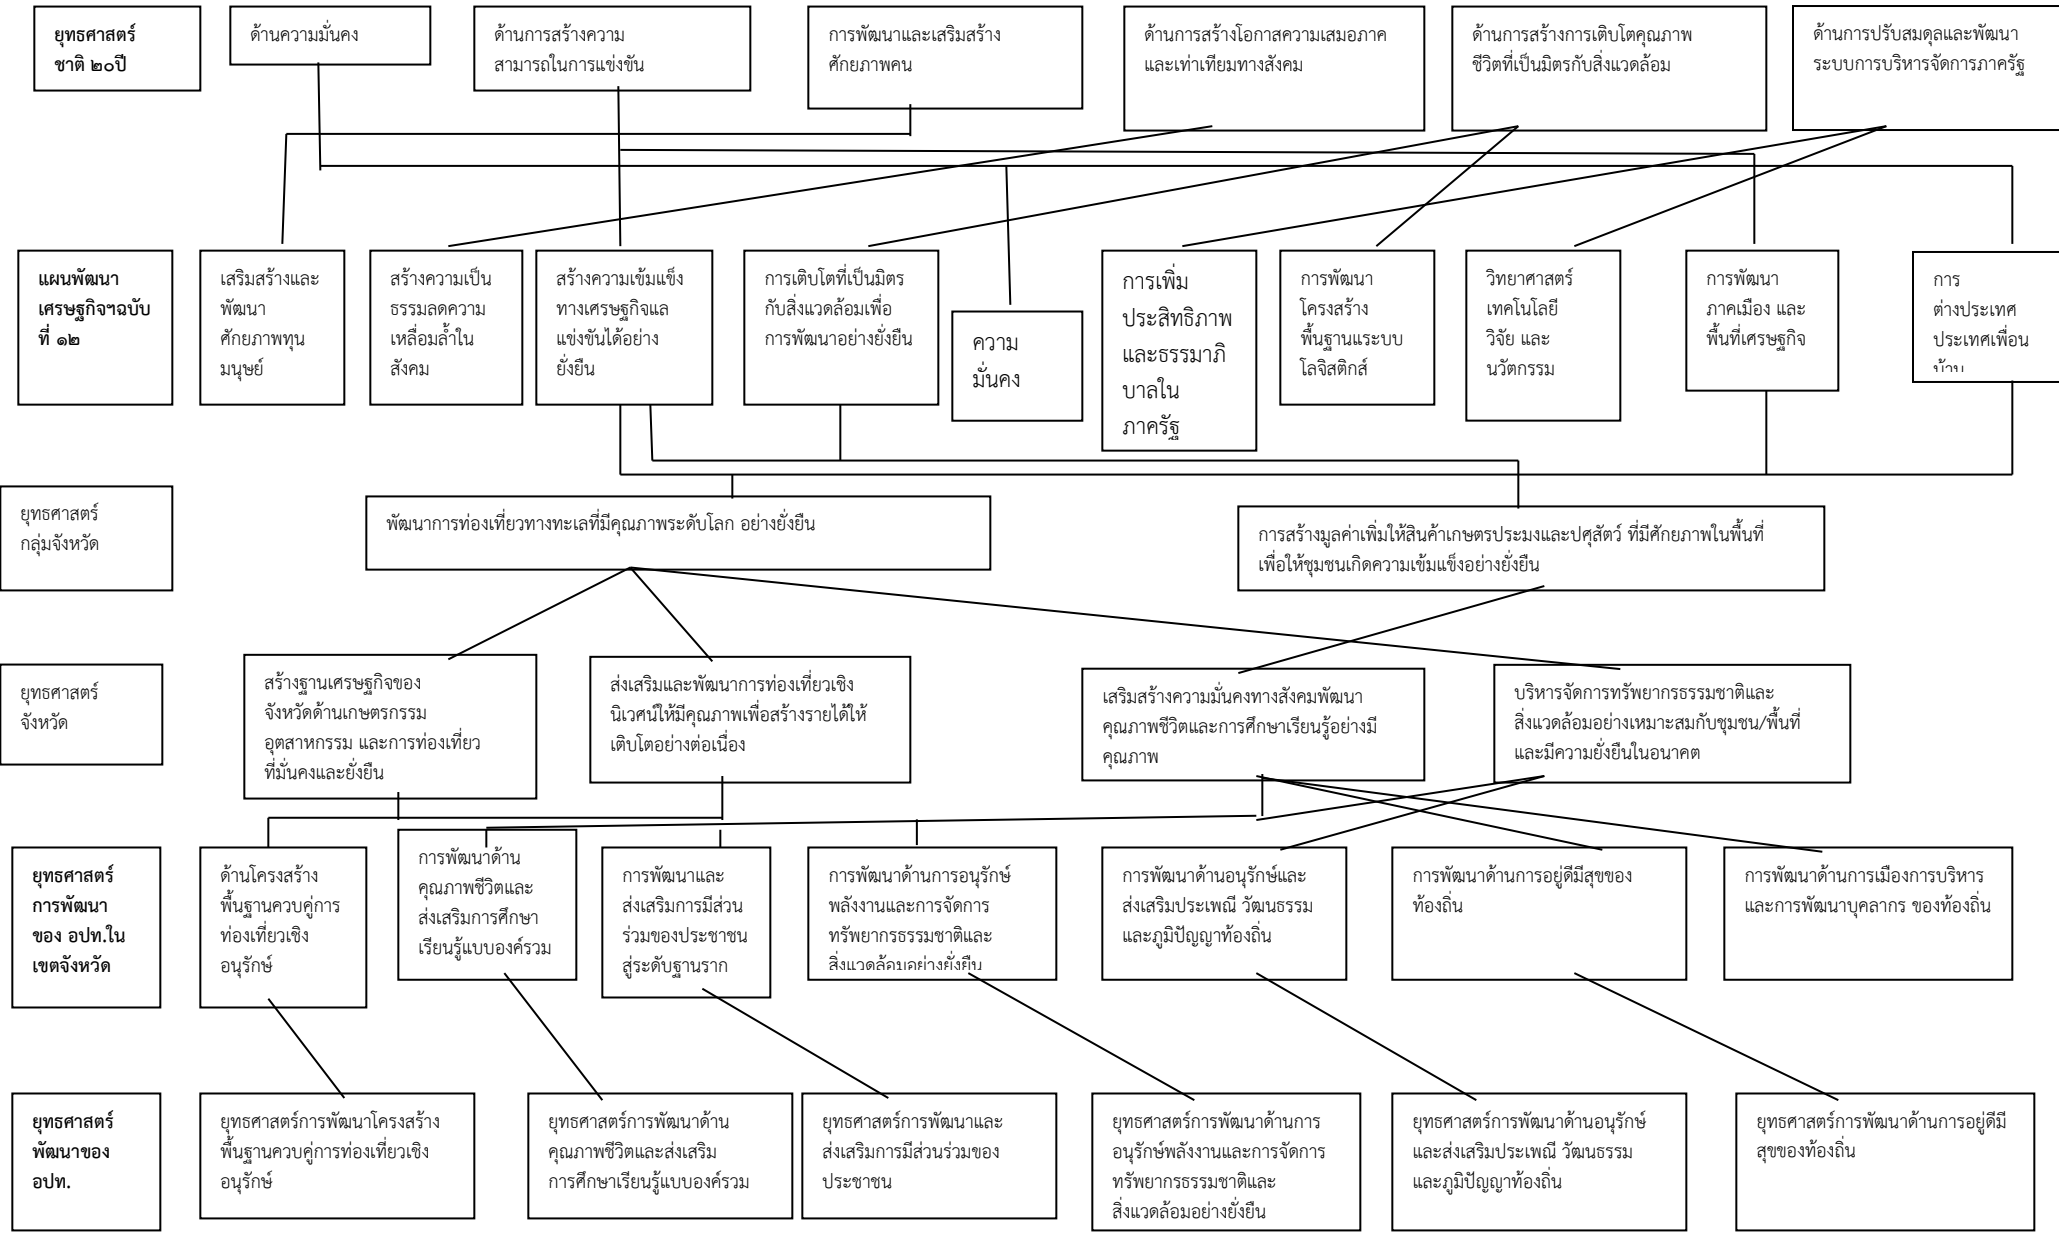 ยุทธศาสตร์
ชาติ ๒๐ปี
ด้านความมั่นคง
ด้านการสร้างความ
สามารถในการแข่งขัน
การพัฒนาและเสริมสร้าง
ศักยภาพคน
ด้านการสร้างโอกาสความเสมอภาค
และเท่าเทียมทางสังคม
ด้านการสร้างการเติบโตคุณภาพ
ชีวิตที่เป็นมิตรกับสิ่งแวดล้อม
ด้านการปรับสมดุลและพัฒนา
ระบบการบริหารจัดการภาครัฐ
แผนพัฒนา
เศรษฐกิจฯฉบับ
ที่ ๑๒
เสริมสร้างและ
พัฒนา
ศักยภาพทุน
มนุษย์
สร้างความเป็น
ธรรมลดความ
เหลื่อมล้ำใน
สังคม
สร้างความเข้มแข็ง
ทางเศรษฐกิจแล
แข่งขันได้อย่าง
ยั่งยืน
การเติบโตที่เป็นมิตร
กับสิ่งแวดล้อมเพื่อ
การพัฒนาอย่างยั่งยืน
ความ
มั่นคง
การเพิ่ม
ประสิทธิภาพ
และธรรมาภิ
บาลใน
ภาครัฐ
การพัฒนา
โครงสร้าง
พื้นฐานแระบบ
โลจิสติกส์
วิทยาศาสตร์
เทคโนโลยี
วิจัย และ
นวัตกรรม
การพัฒนา
ภาคเมือง และ
พื้นที่เศรษฐกิจ
การ
ต่างประเทศ
ประเทศเพื่อน
บ้าน
ยุทธศาสตร์
กลุ่มจังหวัด
พัฒนาการท่องเที่ยวทางทะเลที่มีคุณภาพระดับโลก อย่างยั่งยืน
การสร้างมูลค่าเพิ่มให้สินค้าเกษตรประมงและปศุสัตว์ ที่มีศักยภาพในพื้นที่
เพื่อให้ชุมชนเกิดความเข้มแข็งอย่างยั่งยืน
ยุทธศาสตร์
จังหวัด
สร้างฐานเศรษฐกิจของ
จังหวัดด้านเกษตรกรรม
อุตสาหกรรม และการท่องเที่ยว
ที่มั่นคงและยั่งยืน
ส่งเสริมและพัฒนาการท่องเที่ยวเชิง
นิเวศน์ให้มีคุณภาพเพื่อสร้างรายได้ให้
เติบโตอย่างต่อเนื่อง
เสริมสร้างความมั่นคงทางสังคมพัฒนา
คุณภาพชีวิตและการศึกษาเรียนรู้อย่างมี
คุณภาพ
บริหารจัดการทรัพยากรธรรมชาติและ
สิ่งแวดล้อมอย่างเหมาะสมกับชุมชน/พื้นที่
และมีความยั่งยืนในอนาคต
ยุทธศาสตร์
การพัฒนา
ของ อปท.ใน
เขตจังหวัด
ด้านโครงสร้าง
พื้นฐานควบคู่การ
ท่องเที่ยวเชิง
อนุรักษ์
การพัฒนาด้าน
คุณภาพชีวิตและ
ส่งเสริมการศึกษา
เรียนรู้แบบองค์รวม
การพัฒนาและ
ส่งเสริมการมีส่วน
ร่วมของประชาชน
สู่ระดับฐานราก
การพัฒนาด้านการอนุรักษ์
พลังงานและการจัดการ
ทรัพยากรธรรมชาติและ
สิ่งแวดล้อมอย่างยั่งยืน
การพัฒนาด้านอนุรักษ์และ
ส่งเสริมประเพณี วัฒนธรรม
และภูมิปัญญาท้องถิ่น
การพัฒนาด้านการอยู่ดีมีสุขของ
ท้องถิ่น
การพัฒนาด้านการเมืองการบริหาร
และการพัฒนาบุคลากร ของท้องถิ่น
ยุทธศาสตร์
พัฒนาของ
อปท.
ยุทธศาสตร์การพัฒนาโครงสร้าง
พื้นฐานควบคู่การท่องเที่ยวเชิง
อนุรักษ์
ยุทธศาสตร์การพัฒนาด้าน
คุณภาพชีวิตและส่งเสริม
การศึกษาเรียนรู้แบบองค์รวม
ยุทธศาสตร์การพัฒนาและ
ส่งเสริมการมีส่วนร่วมของ
ประชาชน
ยุทธศาสตร์การพัฒนาด้านการ
อนุรักษ์พลังงานและการจัดการ
ทรัพยากรธรรมชาติและ
สิ่งแวดล้อมอย่างยั่งยืน
ยุทธศาสตร์การพัฒนาด้านอนุรักษ์
และส่งเสริมประเพณี วัฒนธรรม
และภูมิปัญญาท้องถิ่น
ยุทธศาสตร์การพัฒนาด้านการอยู่ดีมี
สุขของท้องถิ่น